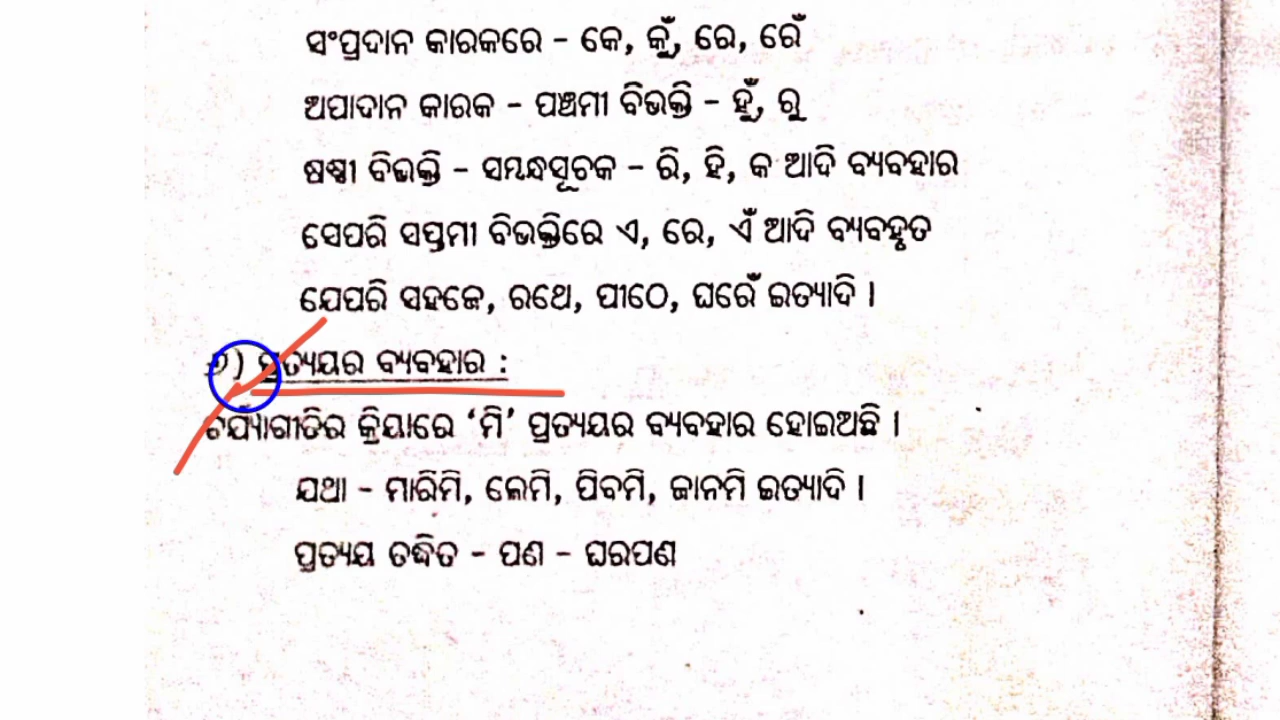 ସଂପ୍ରଦାନ କାରକରେ - କେ, କୁଁ, ରେ, ରେଁ
ଅପାଦାନ କାରକ - ପଞ୍ଚମୀ ବିଭକ୍ତି - ହୁଁ, ରୁ
ଷଷ୍ଠୀ ବିଭକ୍ତି - ସମ୍ବନ୍ଧସୂଚକ - ରି, ହି, କ ଆଦି ବ୍ୟବହାର
ସେପରି ସପ୍ତମୀ ବିଭକ୍ତିରେ ଏ, ରେ, ଏଁ ଆଦି ବ୍ୟବହୃତ
ଯେପରି ସହଜେ, ରଥେ, ପୀଠେ, ଘରେଁ ଇତ୍ୟାଦି ।
ପ୍ରତ୍ୟୟର ବ୍ୟବହାର :
ଚର୍ଯ୍ୟାଗୀତିର କ୍ରିୟାରେ ‘ମି’ ପ୍ରତ୍ୟୟର ବ୍ୟବହାର ହୋଇଅଛି ।
ଯଥା - ମାରିମି, ଲେମି, ପିବମି, ଜାନମି ଇତ୍ୟାଦି ।
ପ୍ରତ୍ୟୟ ତଦ୍ଧିତ - ପଣ - ଘରପଣ